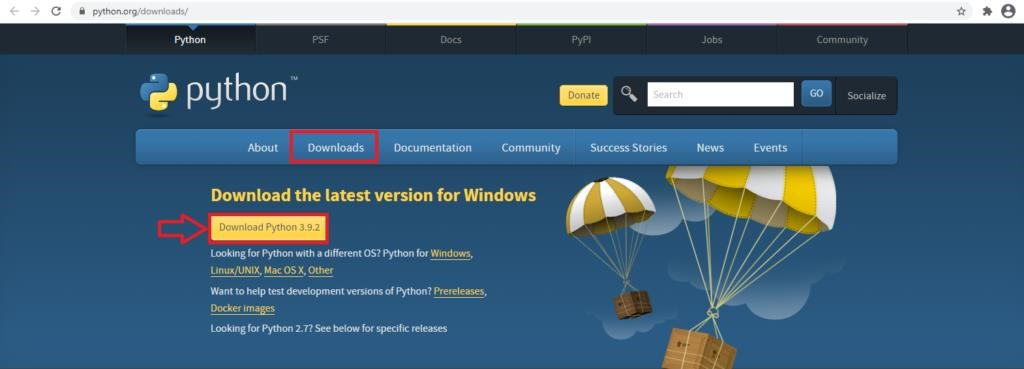 python.org/downloads/
Python PSF Docs PyPI Jobs Community
python™
Donate Search GO Socialize
About Downloads Documentation Community Success Stories News Events
Download the latest version for Windows
Download Python 3.9.2
Looking for Python with a different OS? Python for Windows,
Linux/UNIX, Mac OS X, Other
Want to help test development versions of Python? Prereleases,
Docker images
Looking for Python 2.7? See below for specific releases